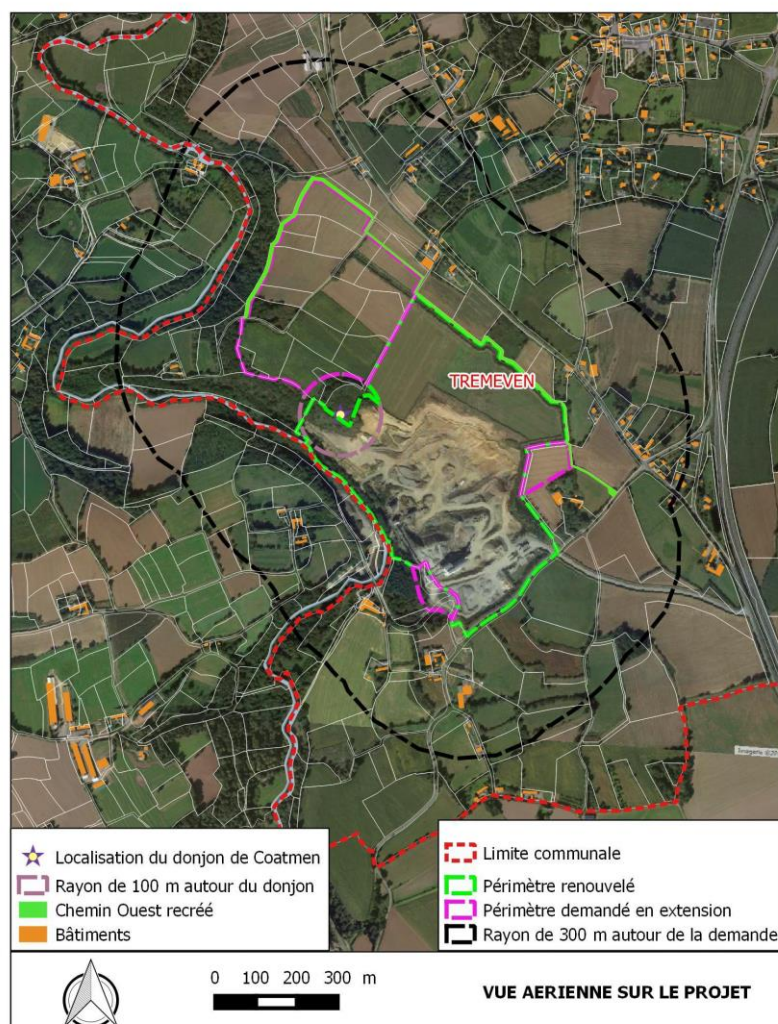 TREMEVEN
Imagerie ©20
Localisation du donjon de Coatmen
Rayon de 100 m autour du donjon
Chemin Ouest recréé
Bâtiments
Limite communale
Périmètre renouvelé
Périmètre demandé en extension
Rayon de 300 m autour de la demande
0 100 200 300 m
VUE AERIENNE SUR LE PROJET